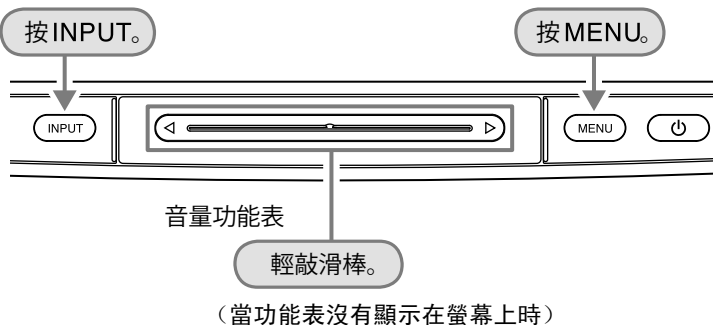 按INPUT。
按MENU。
INPUT
MENU
音量功能表
輕敲滑棒。
（當功能表沒有顯示在螢幕上時）